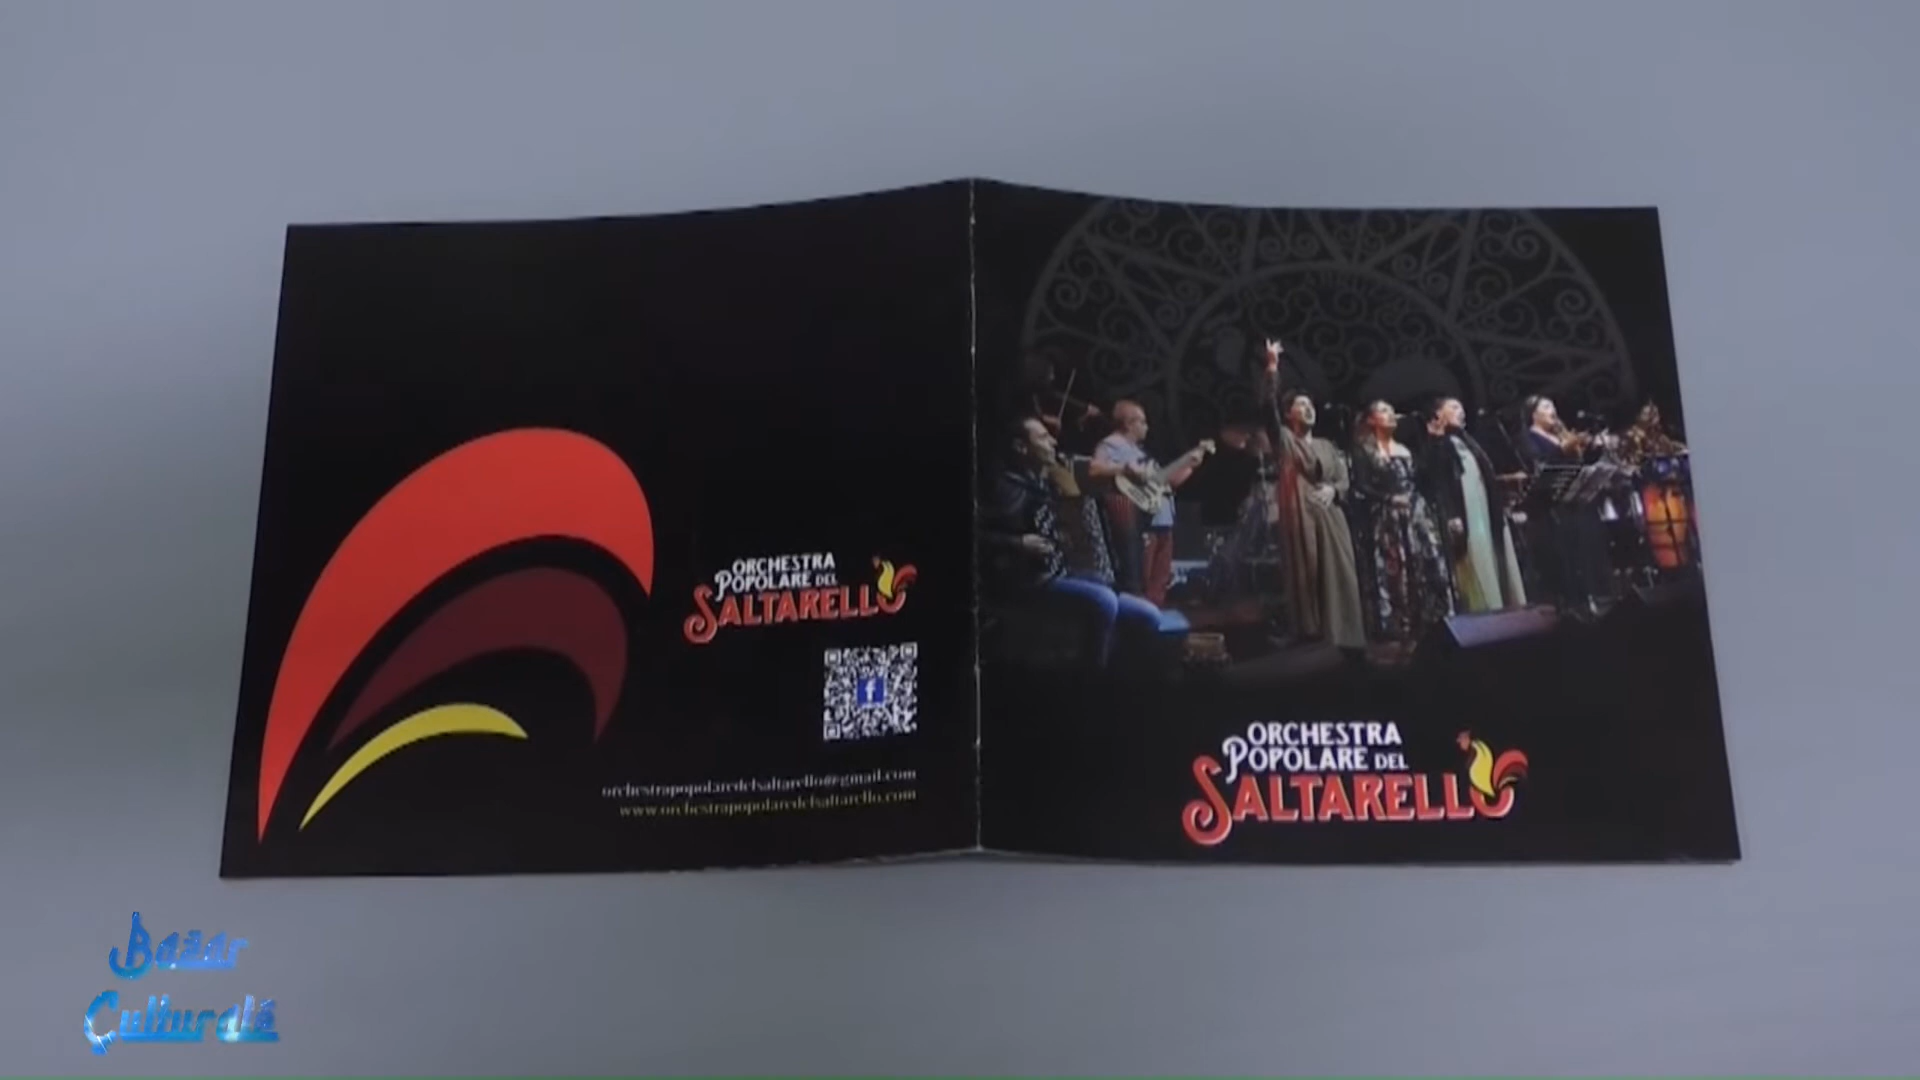 ORCHESTRA
POPOLARE DEL
SALTARELLO
f
orchestrapopolaredelsaltarello@gmail.com
www.orchestrapopolaredelsaltarello.com
ORCHESTRA
POPOLARE DEL
SALTARELLO
Bazar
Culturale